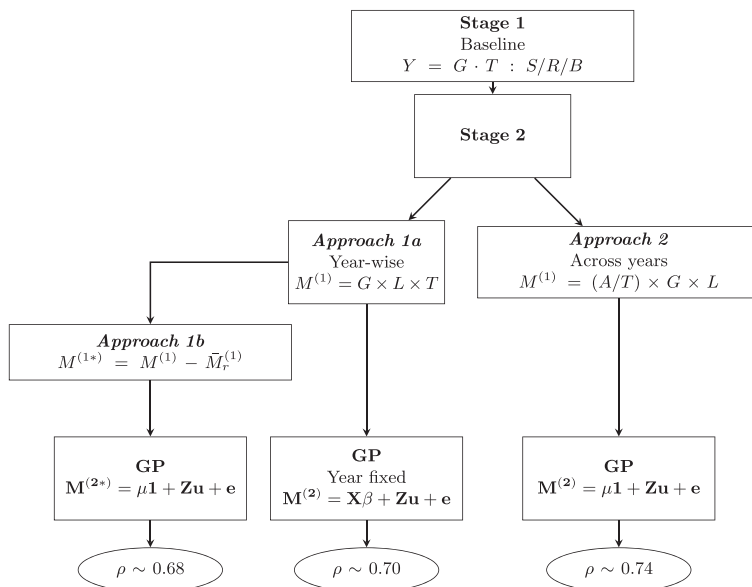 Stage 1
Baseline
Y = G · T : S/R/B
Stage 2
Approach 1a
Year-wise
M^{(1)} = G × L × T
Approach 2
Across years
M^{(1)} = (A/T) × G × L
Approach 1b
M^{(1*)} = M^{(1)} − M̄_r^{(1)}
GP
M^{(2*)} = μ1 + Zu + e
GP
Year fixed
M^{(2)} = Xβ + Zu + e
GP
M^{(2)} = μ1 + Zu + e
ρ ∼ 0.68
ρ ∼ 0.70
ρ ∼ 0.74